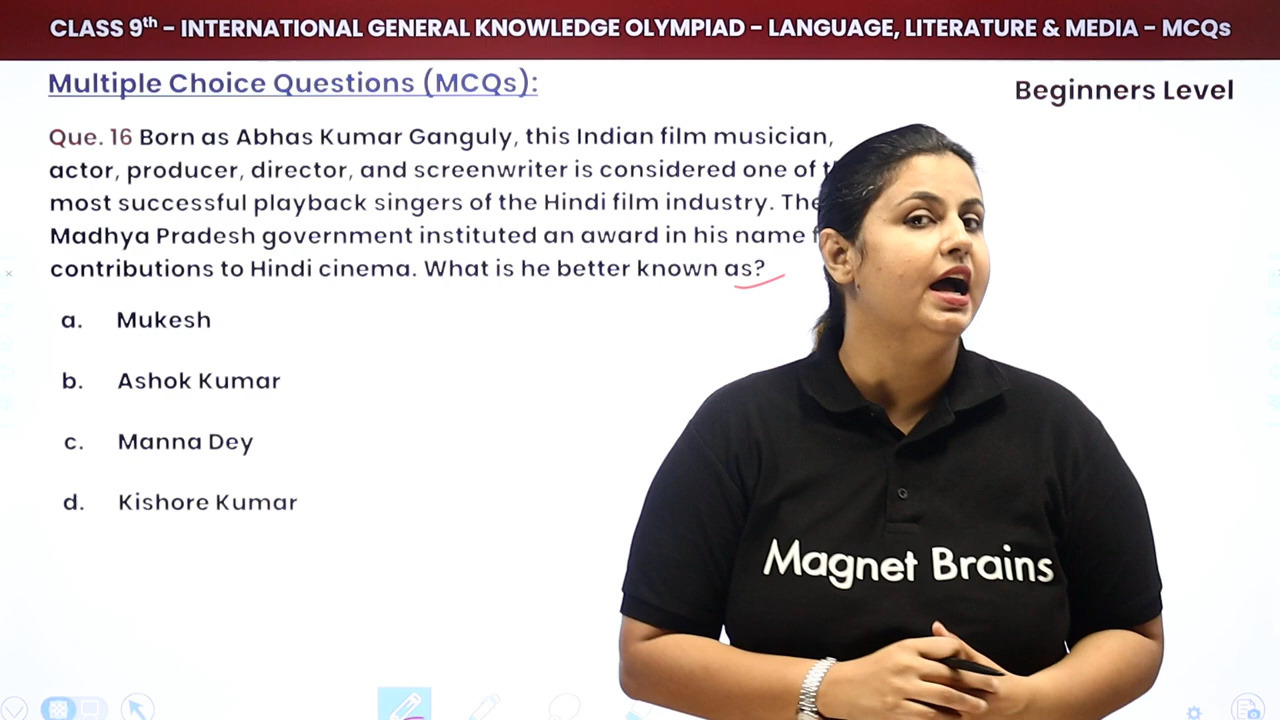 CLASS 9th – INTERNATIONAL GENERAL KNOWLEDGE OLYMPIAD – LANGUAGE, LITERATURE & MEDIA – MCQs
Multiple Choice Questions (MCQs):
Beginners Level
Que. 16 Born as Abhas Kumar Ganguly, this Indian film musician,
actor, producer, director, and screenwriter is considered one of
most successful playback singers of the Hindi film industry. The
Madhya Pradesh government instituted an award in his name
contributions to Hindi cinema. What is he better known as?
a. Mukesh
b. Ashok Kumar
c. Manna Dey
d. Kishore Kumar
Magnet Brains